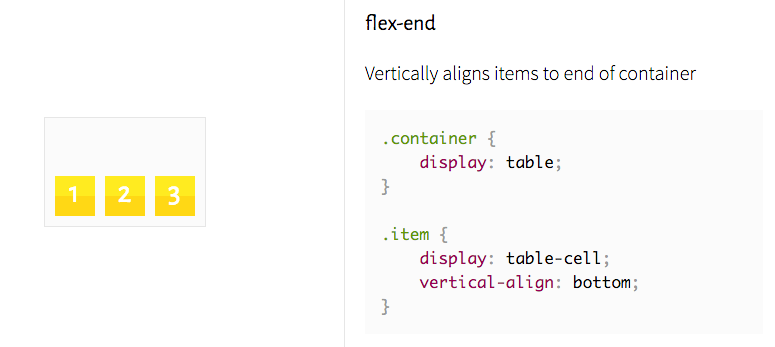 1 2 3
flex-end
Vertically aligns items to end of container
.container {
    display: table;
}
.item {
    display: table-cell;
    vertical-align: bottom;
}